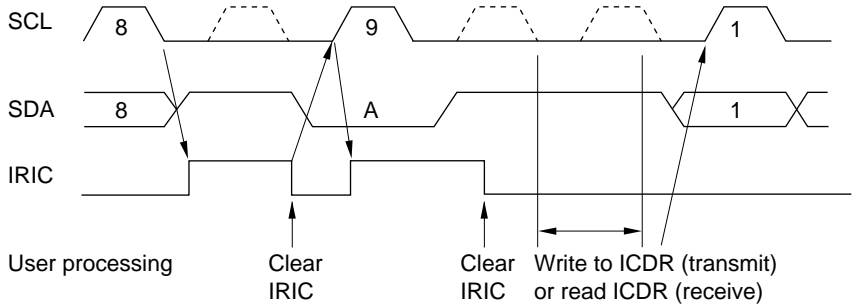 SCL 8 9 1
SDA 8 A 1
IRIC
User processing Clear Clear Write to ICDR (transmit)
IRIC IRIC or read ICDR (receive)